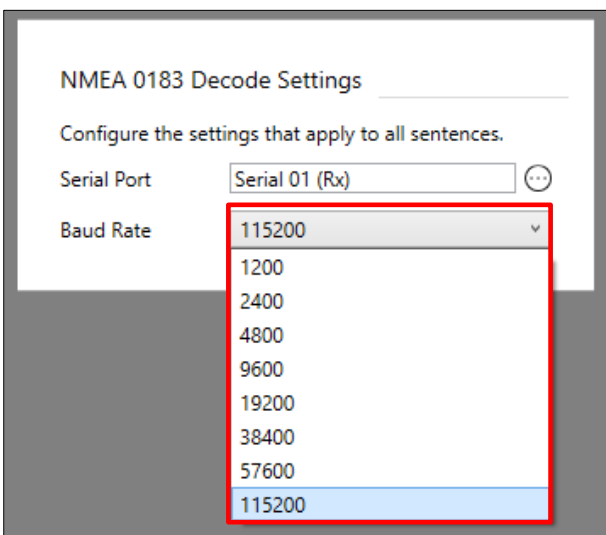 NMEA 0183 Decode Settings
Configure the settings that apply to all sentences.
Serial Port Serial 01 (Rx)
Baud Rate 115200
1200
2400
4800
9600
19200
38400
57600
115200